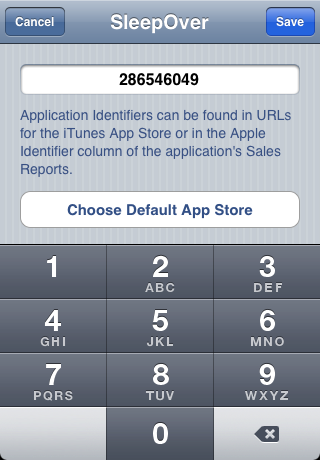 Cancel SleepOver Save
286546049
Application Identifiers can be found in URLs
for the iTunes App Store or in the Apple
Identifier column of the application's Sales
Reports.
Choose Default App Store
1 2 3
ABC DEF
4 5 6
GHI JKL MNO
7 8 9
PQRS TUV WXYZ
0